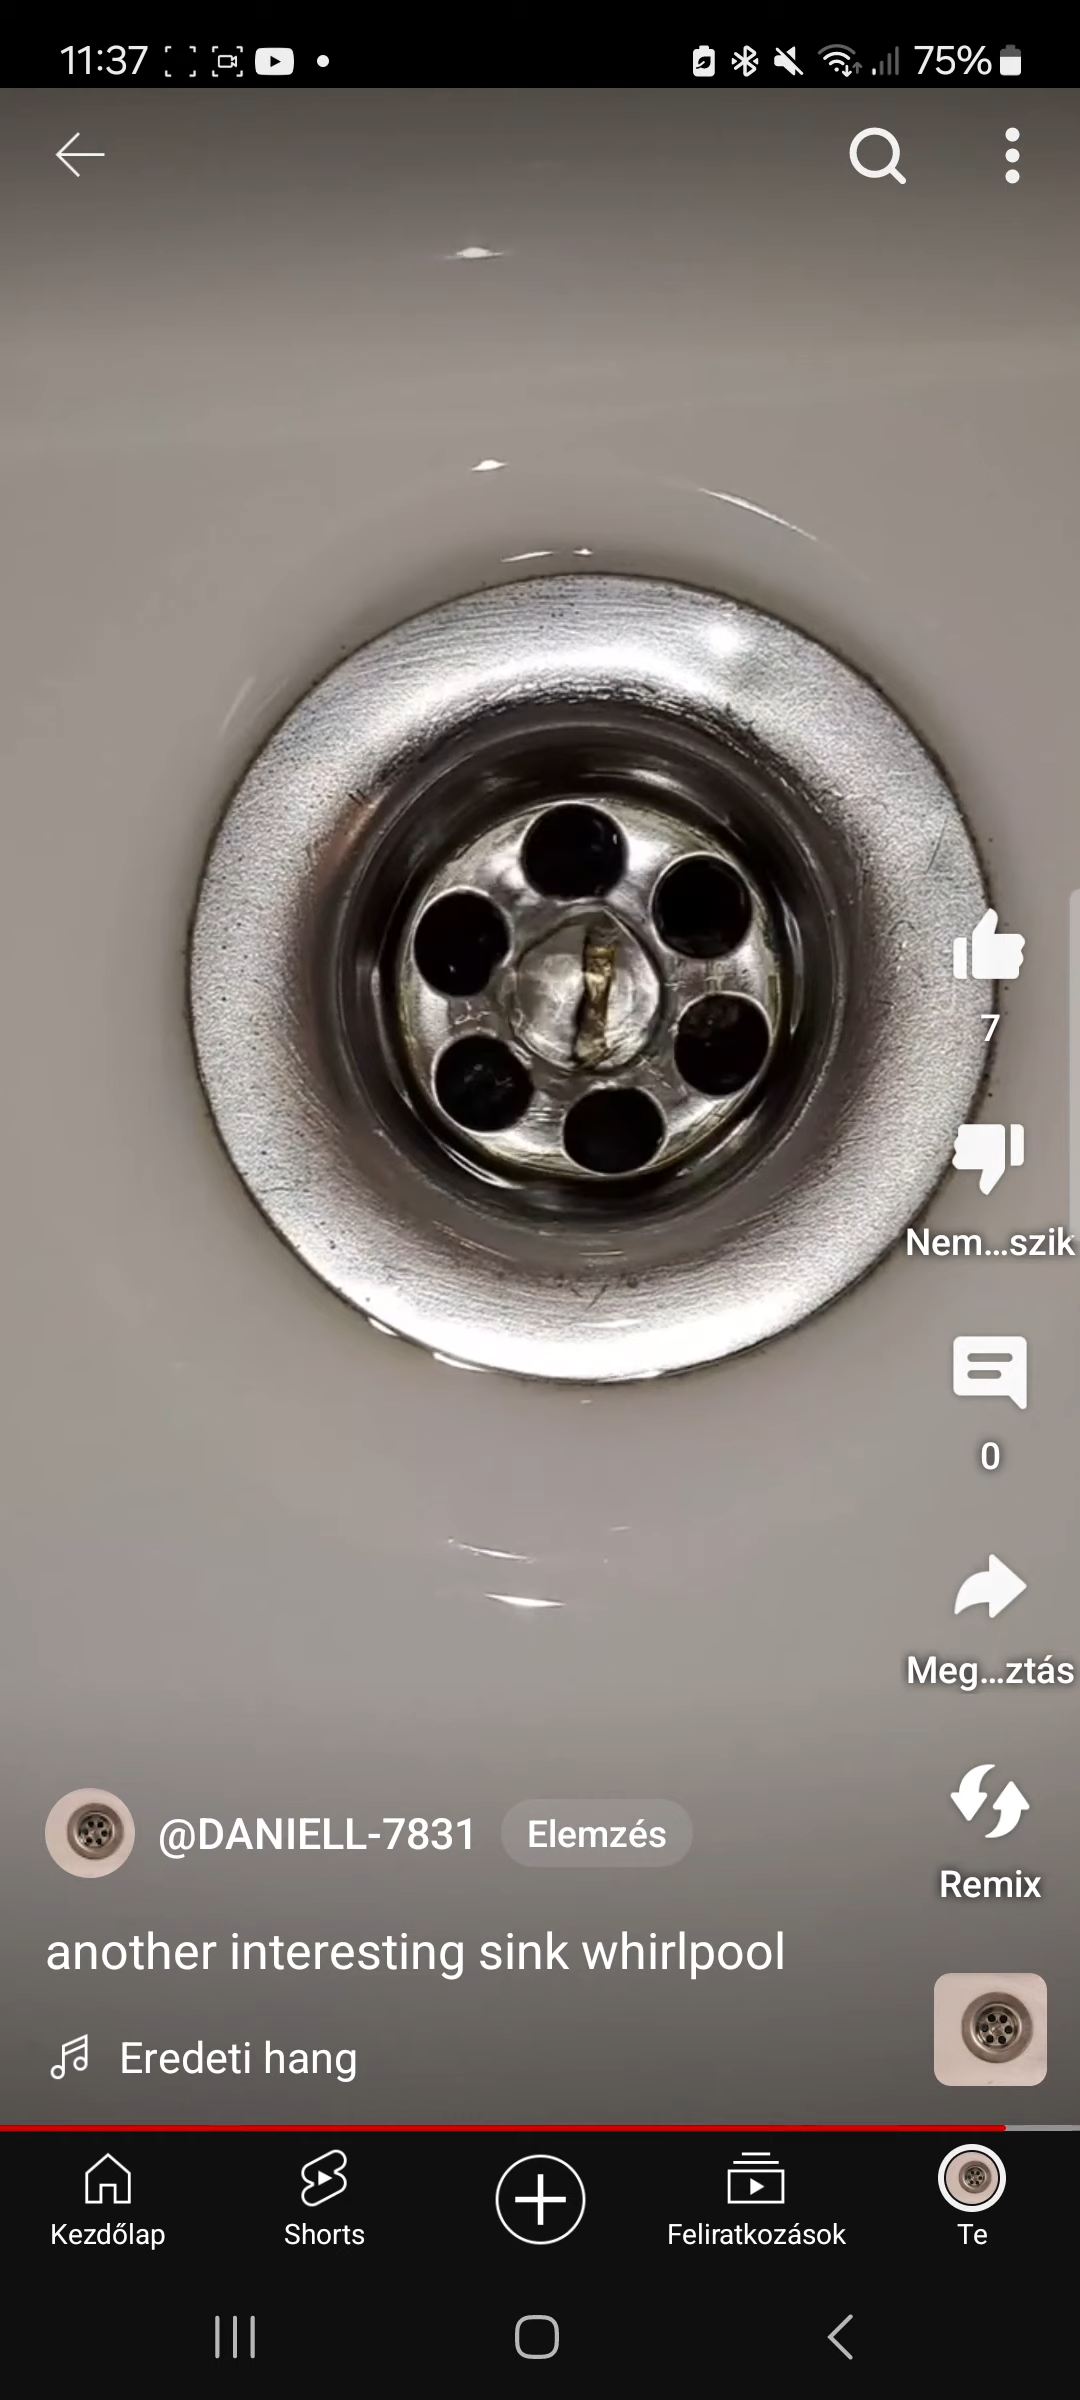 11:37
75%
7
Nem...szik
0
Meg...ztás
@DANIELL-7831
Elemzés
Remix
another interesting sink whirlpool
Eredeti hang
Kezdőlap
Shorts
Feliratkozások
Te